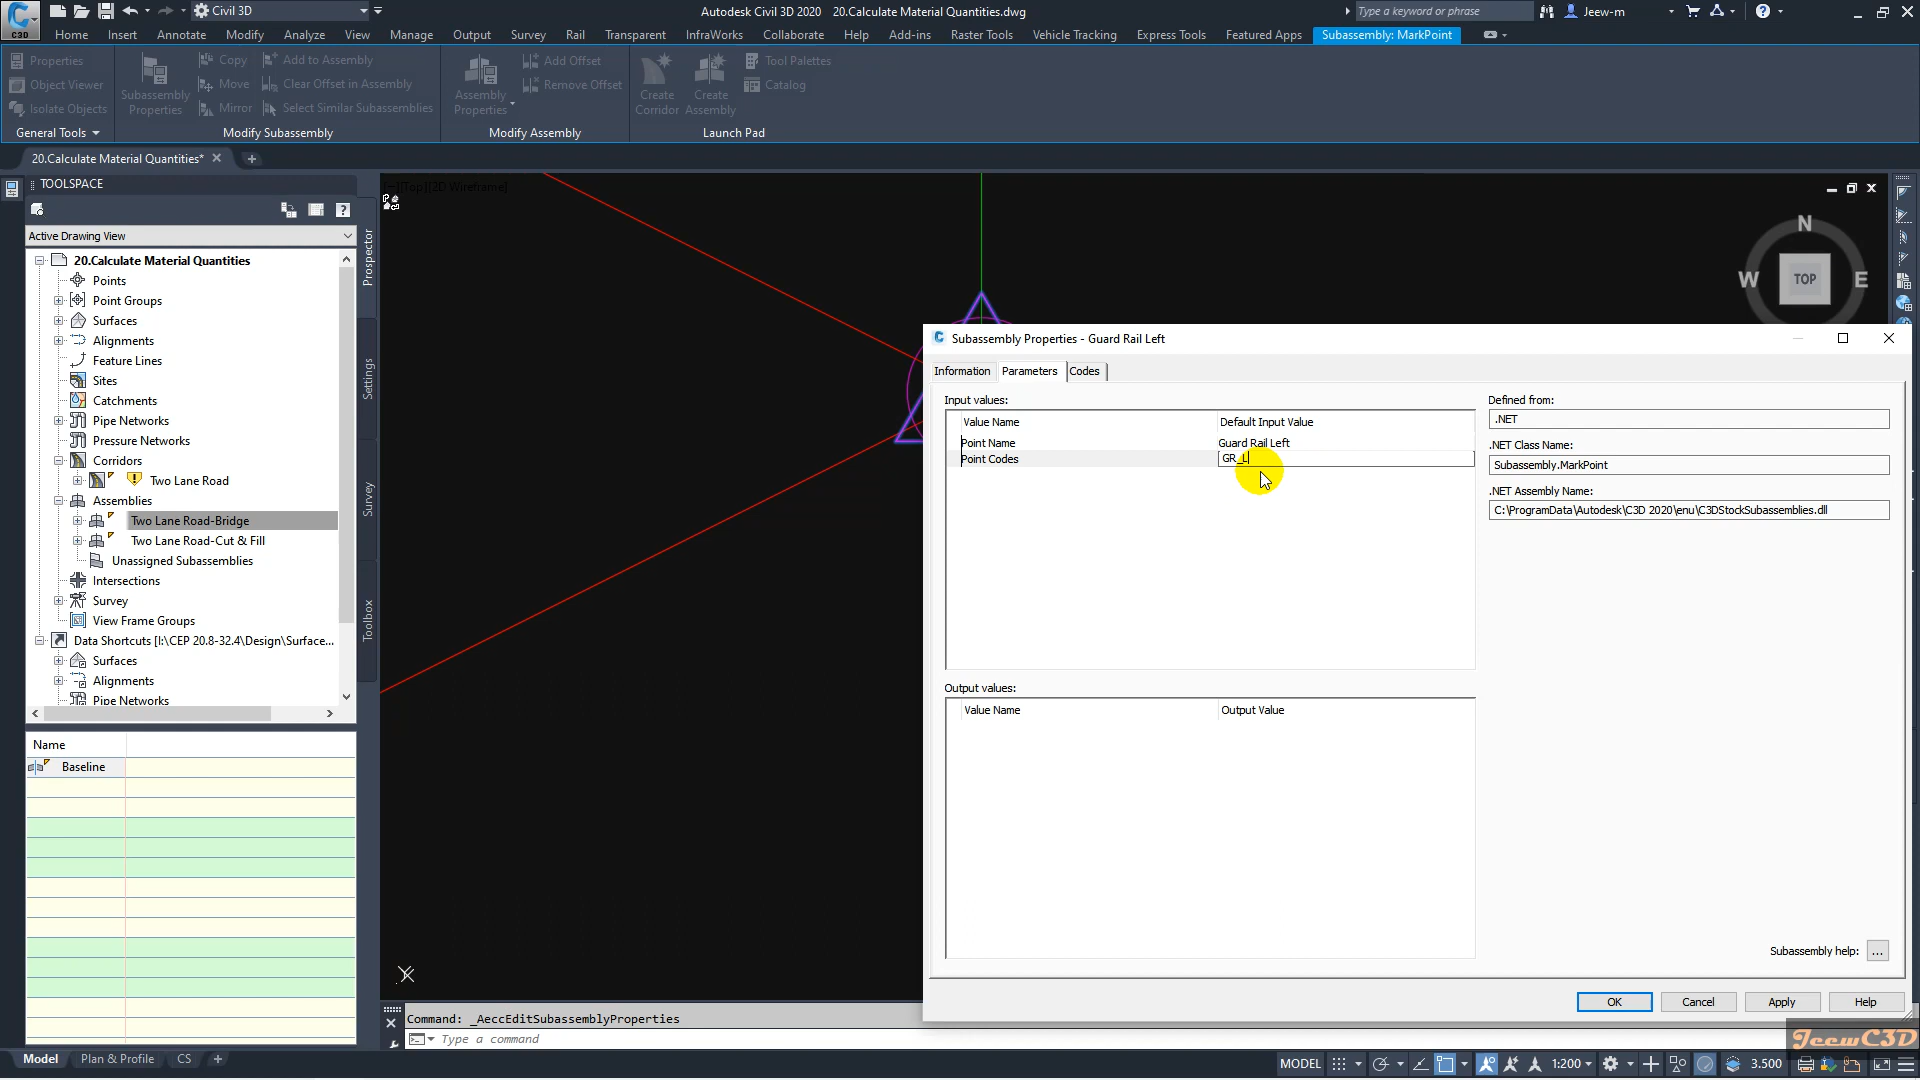 Civil 3D
Autodesk Civil 3D 2020 20.Calculate Material Quantities.dwg
Type a keyword or phrase
Jeew-m
C3D
Home Insert Annotate Modify Analyze View Manage Output Survey Rail Transparent InfraWorks Collaborate Help Add-ins Raster Tools Vehicle Tracking Express Tools Featured Apps Subassembly: MarkPoint
Properties
Object Viewer
Isolate Objects
General Tools
Subassembly
Properties
Copy
Move
Mirror
Add to Assembly
Clear Offset in Assembly
Select Similar Subassemblies
Modify Subassembly
Assembly
Properties
Add Offset
Remove Offset
Modify Assembly
Create
Corridor
Create
Assembly
Tool Palettes
Catalog
Launch Pad
20.Calculate Material Quantities*
TOOLSPACE
Active Drawing View
20.Calculate Material Quantities
Points
Point Groups
Surfaces
Alignments
Feature Lines
Sites
Catchments
Pipe Networks
Pressure Networks
Corridors
Two Lane Road
Assemblies
Two Lane Road-Bridge
Two Lane Road-Cut & Fill
Unassigned Subassemblies
Intersections
Survey
View Frame Groups
Data Shortcuts [I:\CEP 20.8-32.4\Design\Surface...
Surfaces
Alignments
Pipe Networks
Prospector
Settings
Survey
Toolbox
Name
Baseline
[-][Top][2D Wireframe]
N
W TOP E
Subassembly Properties - Guard Rail Left
Information Parameters Codes
Input values:
Value Name Default Input Value
Point Name Guard Rail Left
Point Codes GR_L
Output values:
Value Name Output Value
Defined from:
.NET
.NET Class Name:
Subassembly.MarkPoint
.NET Assembly Name:
C:\ProgramData\Autodesk\C3D 2020\enu\C3DStockSubassemblies.dll
Subassembly help: ...
OK Cancel Apply Help
Command: _AeccEditSubassemblyProperties
Type a command
Model Plan & Profile CS
MODEL 1:200 3.500
JeewC3D